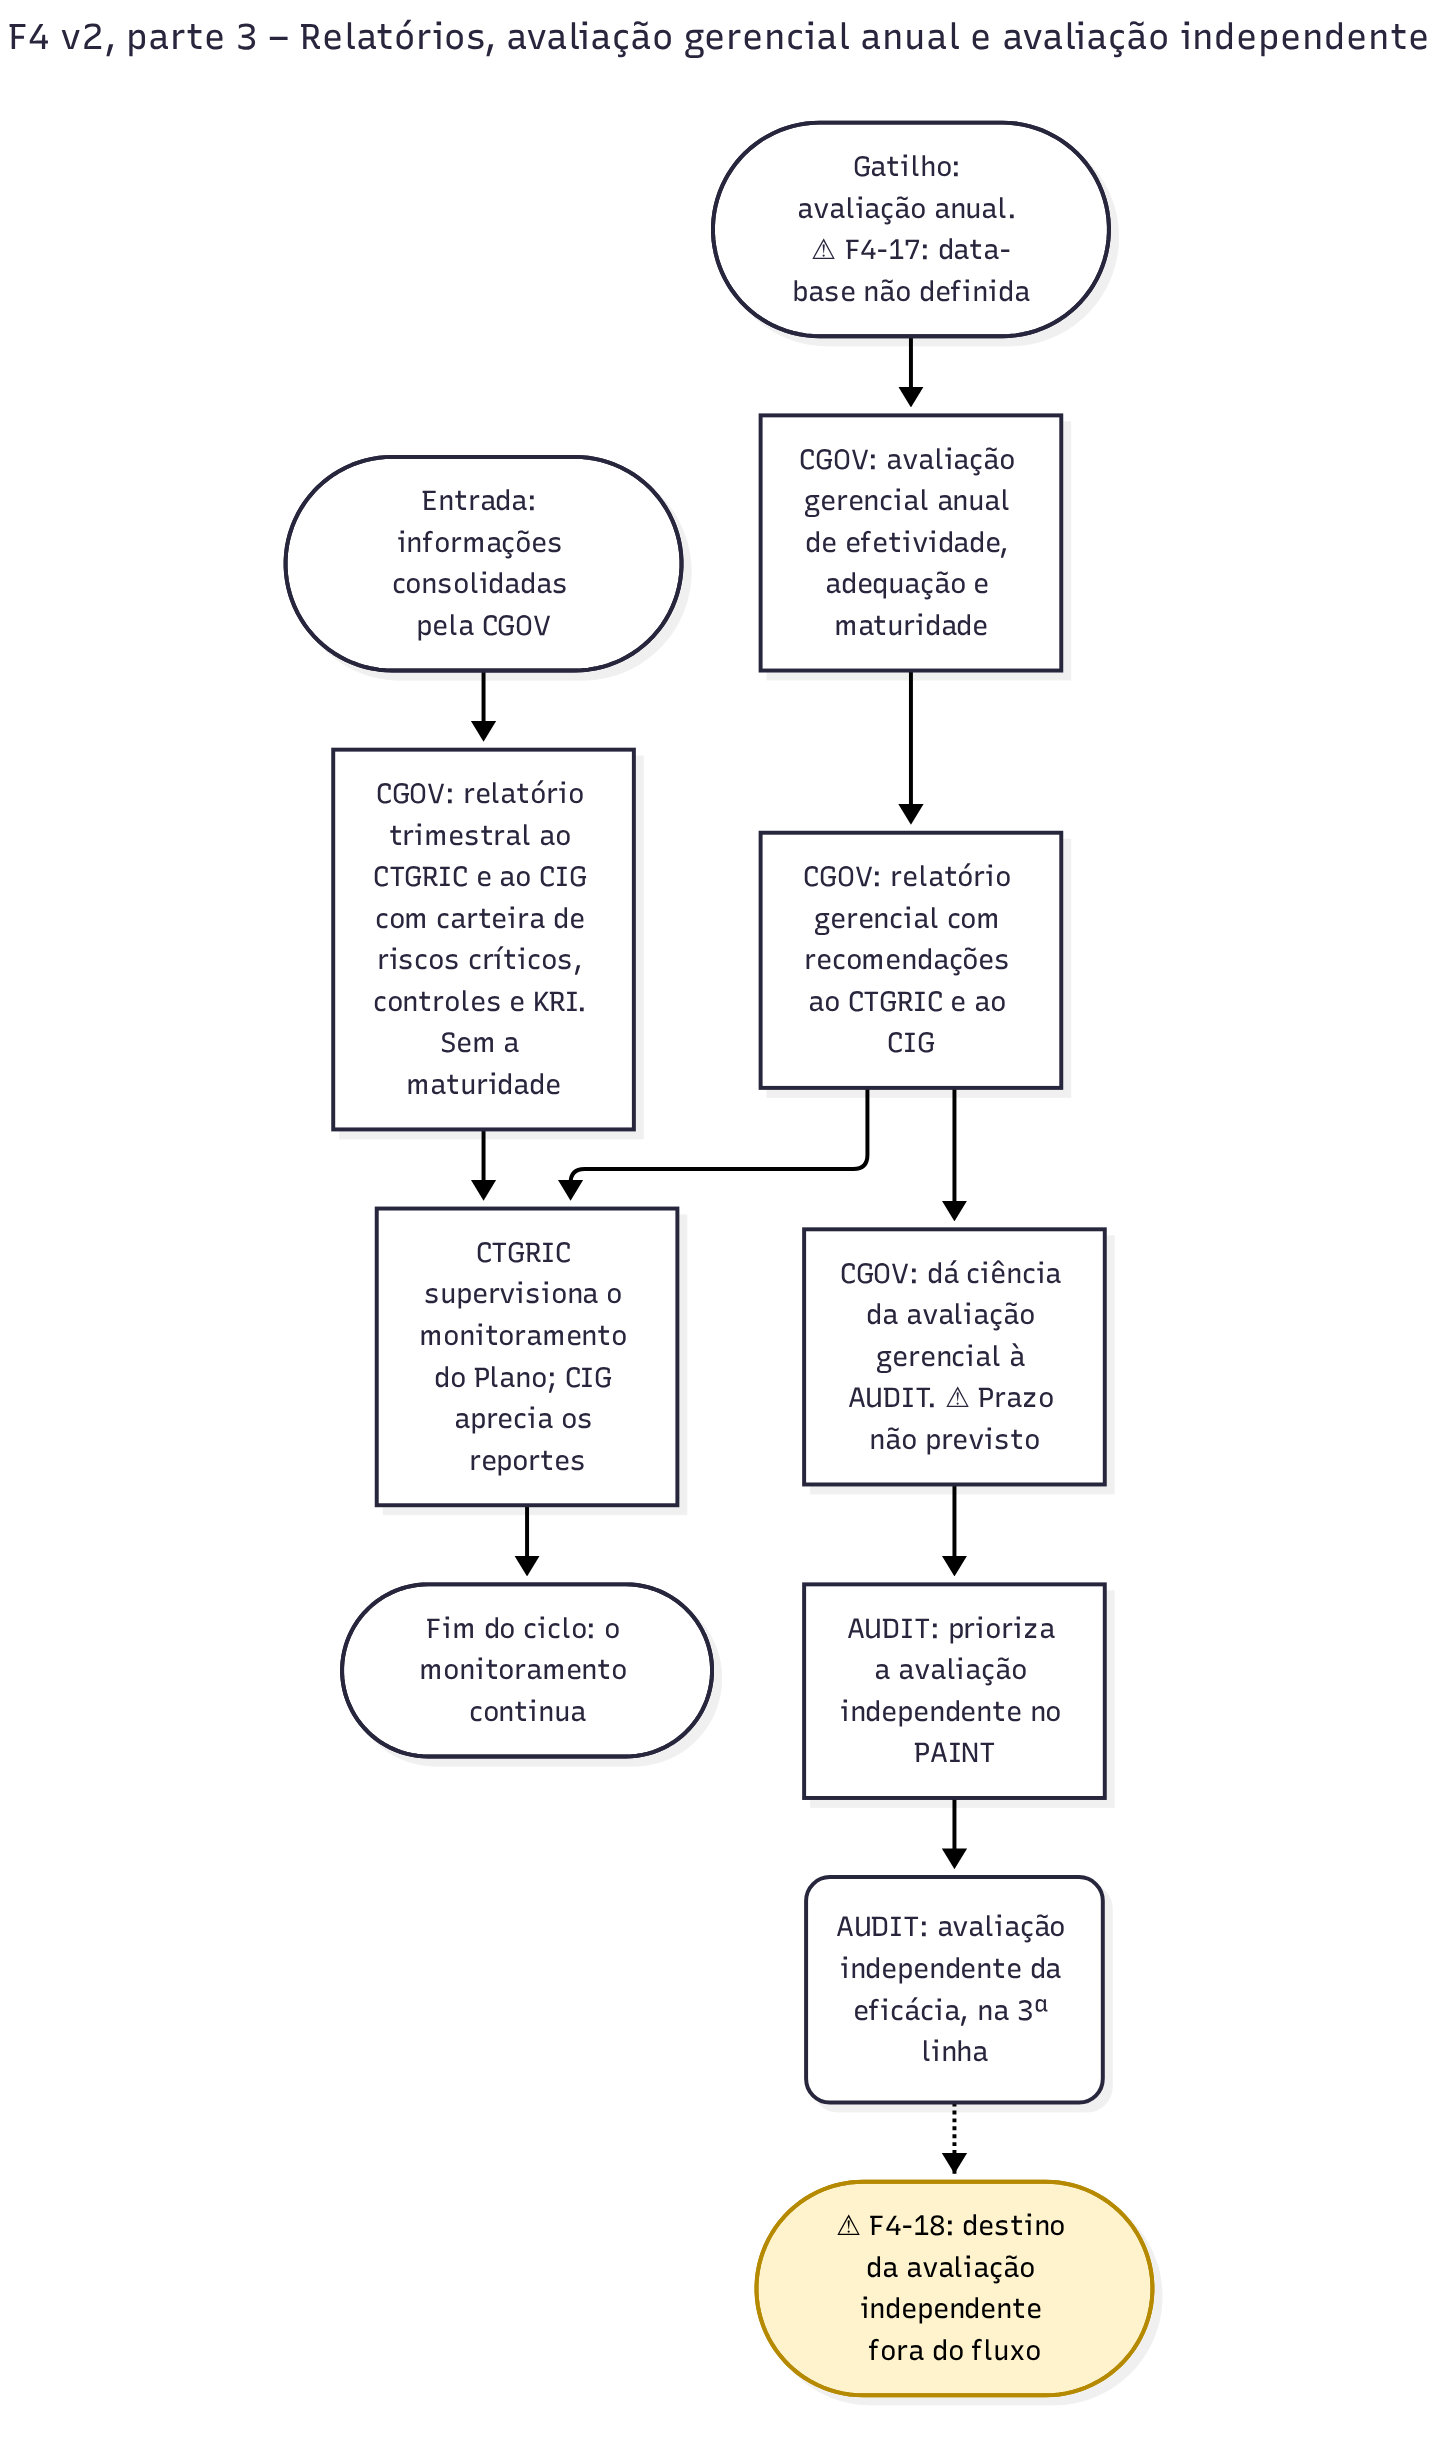 F4 v2, parte 3 – Relatórios, avaliação gerencial anual e avaliação independente
Gatilho:
avaliação anual.
⚠ F4-17: data-
base não definida
CGOV: avaliação
gerencial anual
de efetividade,
adequação e
maturidade
Entrada:
informações
consolidadas
pela CGOV
CGOV: relatório
trimestral ao
CTGRIC e ao CIG
com carteira de
riscos críticos,
controles e KRI.
Sem a
maturidade
CGOV: relatório
gerencial com
recomendações
ao CTGRIC e ao
CIG
CTGRIC
supervisiona o
monitoramento
do Plano; CIG
aprecia os
reportes
CGOV: dá ciência
da avaliação
gerencial à
AUDIT. ⚠ Prazo
não previsto
Fim do ciclo: o
monitoramento
continua
AUDIT: prioriza
a avaliação
independente no
PAINT
AUDIT: avaliação
independente da
eficácia, na 3ª
linha
⚠ F4-18: destino
da avaliação
independente
fora do fluxo